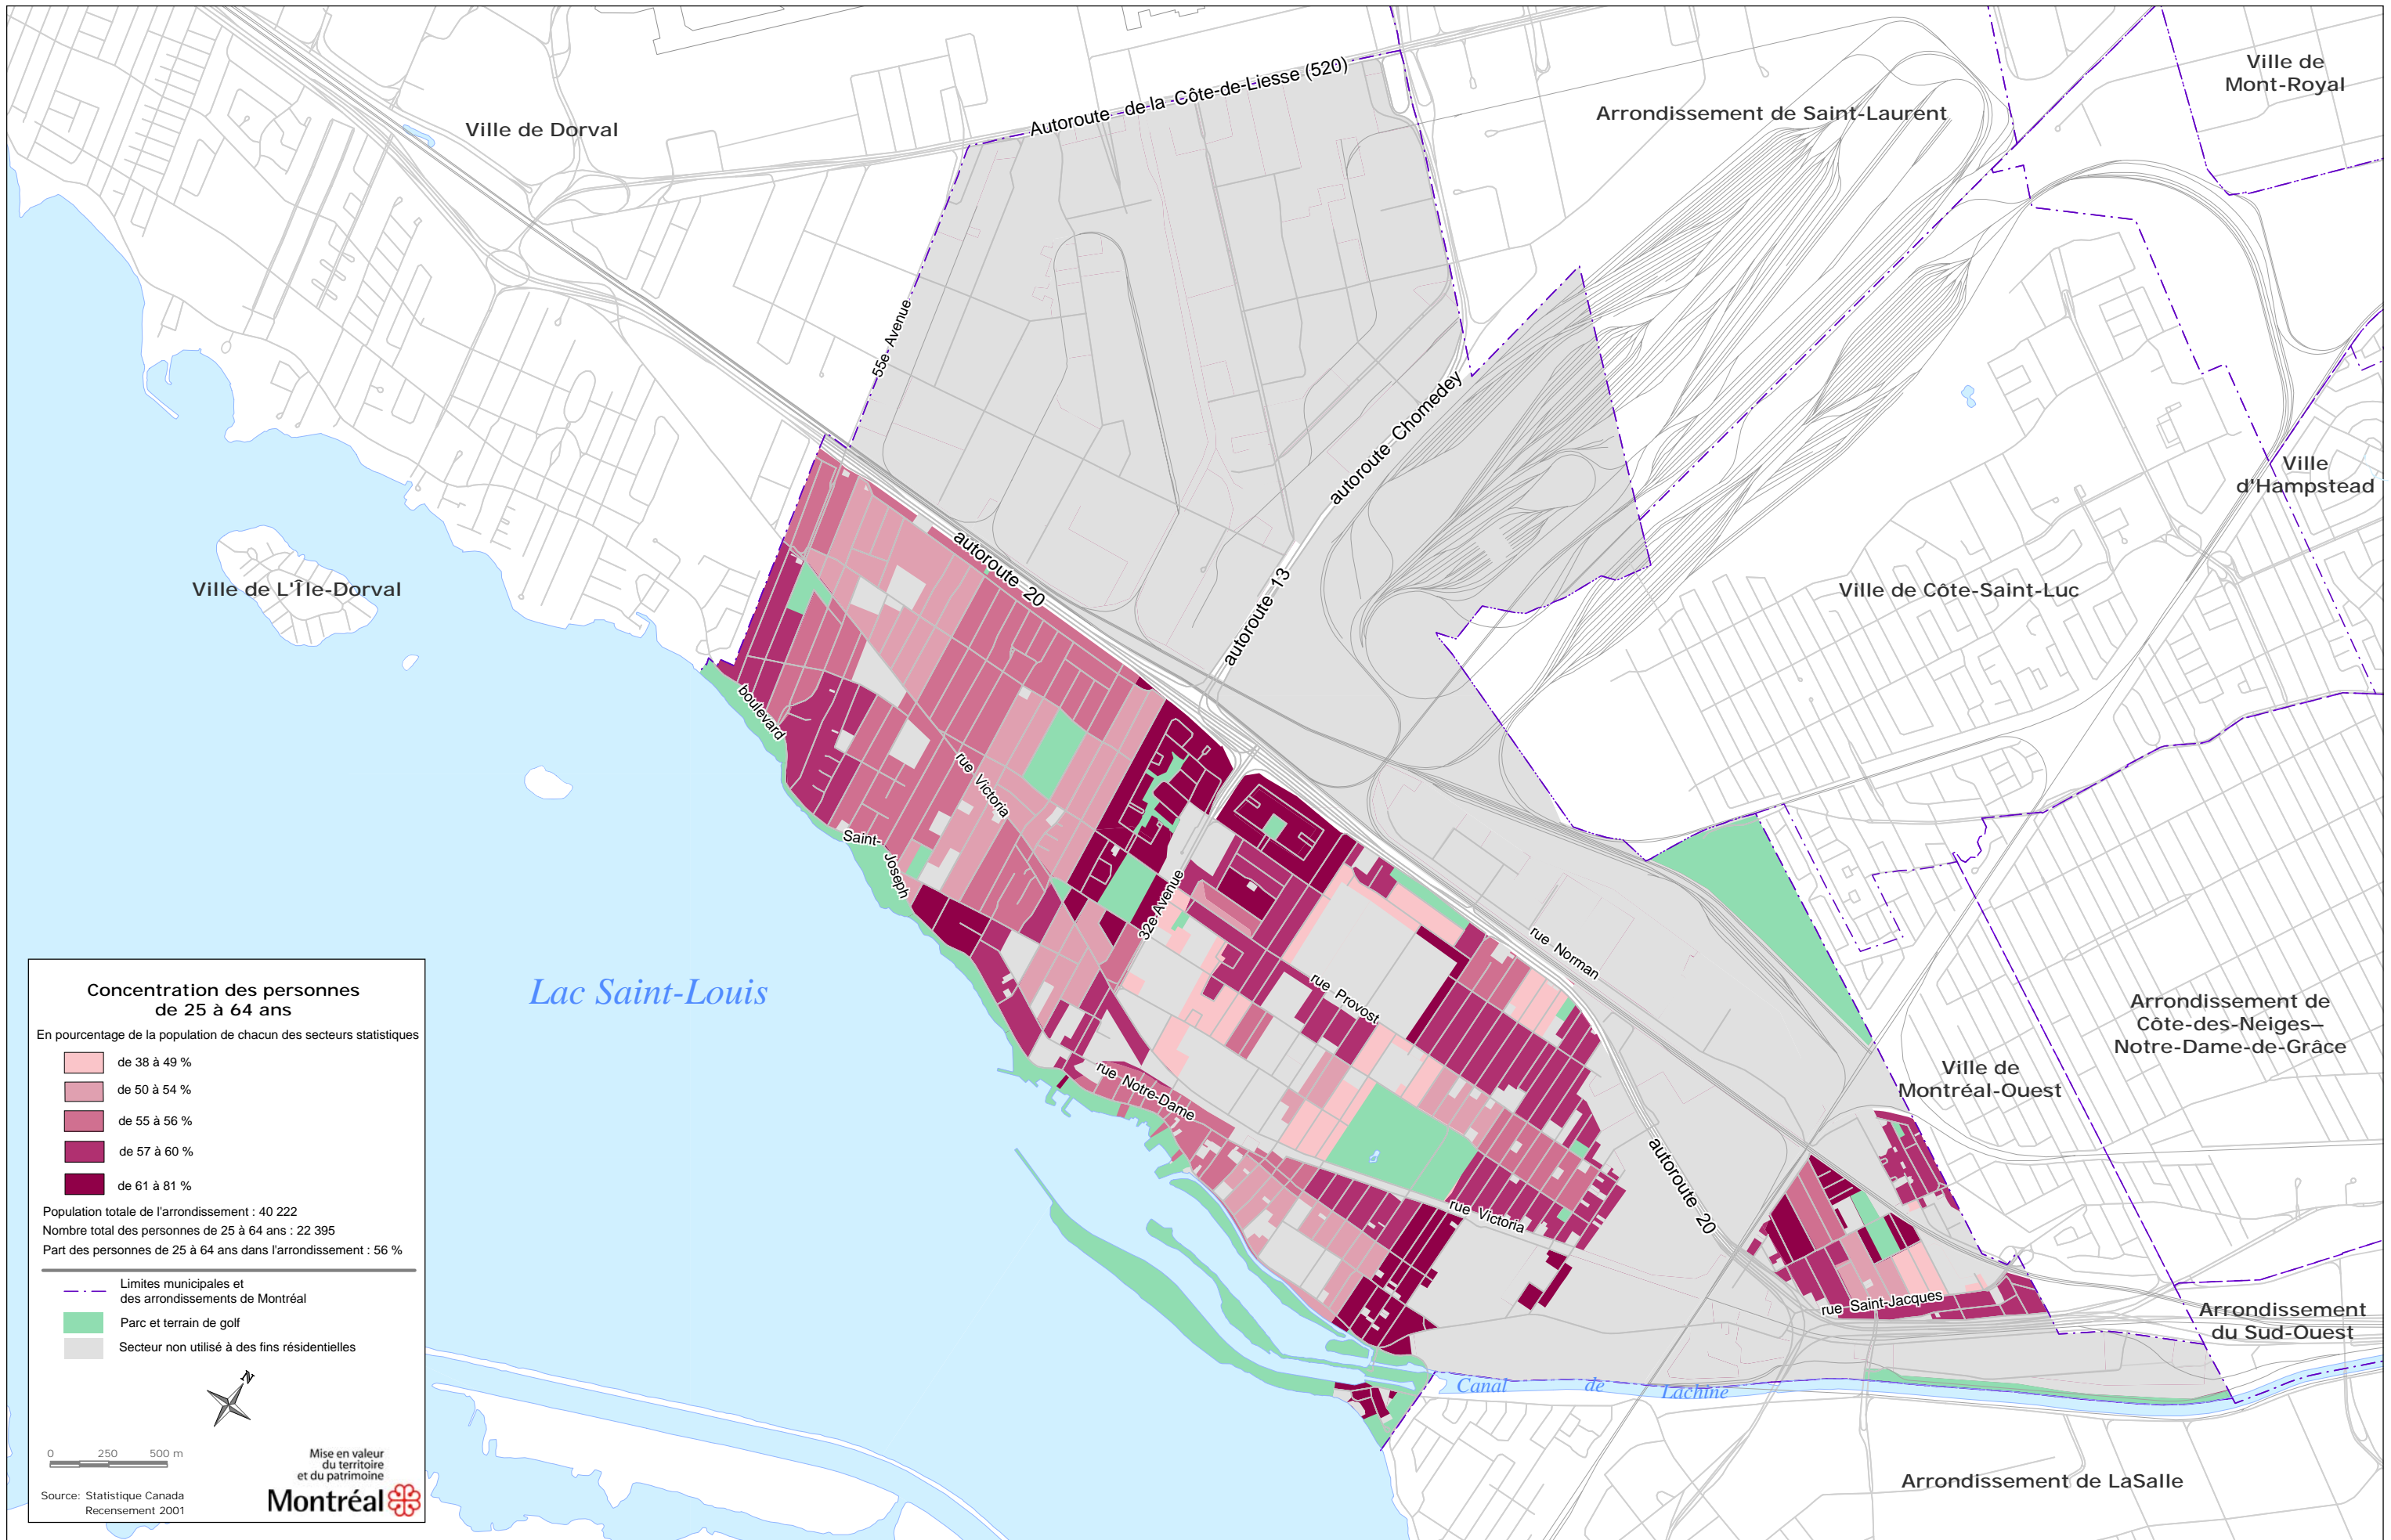 Ville de
Mont-Royal
Autoroute de la Côte-de-Liesse (520)
Arrondissement de Saint-Laurent
Ville de Dorval
55e Avenue
autoroute Chomedey
Ville
d'Hampstead
autoroute 20
autoroute 13
Ville de L'Île-Dorval
Ville de Côte-Saint-Luc
boulevard
Saint-
Joseph
rue Victoria
32e Avenue
rue Norman
rue Provost
Lac Saint-Louis
Arrondissement de
Côte-des-Neiges–
Notre-Dame-de-Grâce
Ville de
Montréal-Ouest
rue Notre-Dame
autoroute 20
rue Victoria
rue Saint-Jacques
Arrondissement
du Sud-Ouest
Canal de Lachine
Arrondissement de LaSalle
Concentration des personnes
de 25 à 64 ans
En pourcentage de la population de chacun des secteurs statistiques
de 38 à 49 %
de 50 à 54 %
de 55 à 56 %
de 57 à 60 %
de 61 à 81 %
Population totale de l'arrondissement : 40 222
Nombre total des personnes de 25 à 64 ans : 22 395
Part des personnes de 25 à 64 ans dans l'arrondissement : 56 %
Limites municipales et
des arrondissements de Montréal
Parc et terrain de golf
Secteur non utilisé à des fins résidentielles
N
0 250 500 m
Mise en valeur
du territoire
et du patrimoine
Montréal
Source: Statistique Canada
Recensement 2001